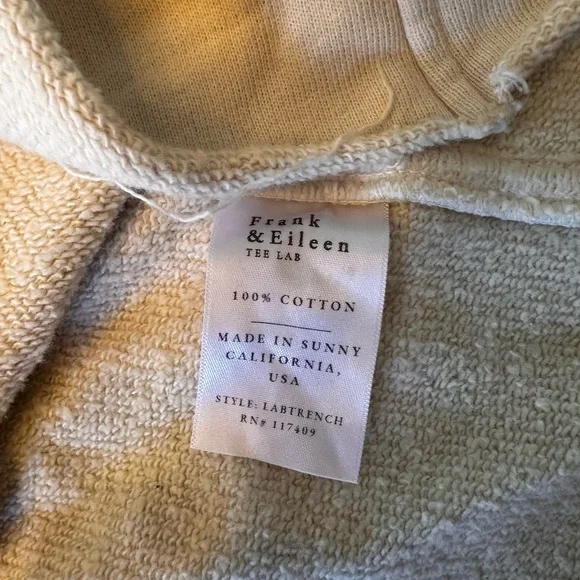 Frank
& Eileen
TEE LAB
100% COTTON
MADE IN SUNNY
CALIFORNIA,
USA
STYLE: LABTRENCH
RN# 117409